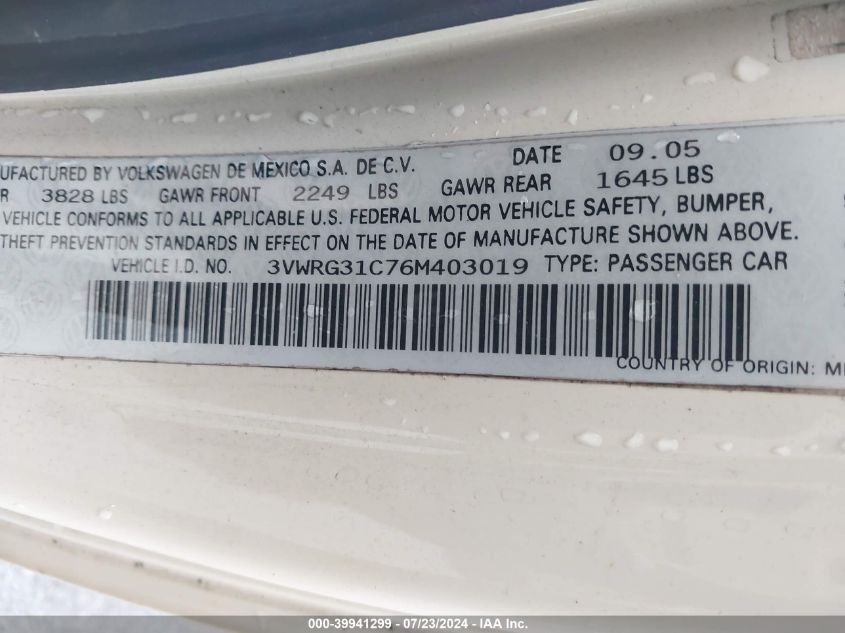 NUFACTURED BY VOLKSWAGEN DE MEXICO S.A. DE C.V. DATE 09.05
R 3828 LBS GAWR FRONT 2249 LBS GAWR REAR 1645 LBS
VEHICLE CONFORMS TO ALL APPLICABLE U.S. FEDERAL MOTOR VEHICLE SAFETY, BUMPER,
THEFT PREVENTION STANDARDS IN EFFECT ON THE DATE OF MANUFACTURE SHOWN ABOVE.
VEHICLE I.D. NO. 3VWRG31C76M403019 TYPE: PASSENGER CAR
COUNTRY OF ORIGIN: M
000-39941299 - 07/23/2024 - IAA Inc.